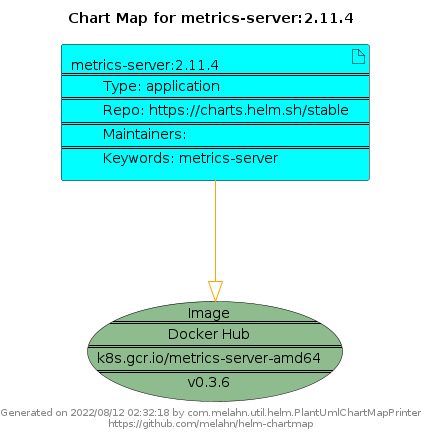 Chart Map for metrics-server:2.11.4
metrics-server:2.11.4
Type: application
Repo: https://charts.helm.sh/stable
Maintainers:
Keywords: metrics-server
Image
Docker Hub
k8s.gcr.io/metrics-server-amd64
v0.3.6
Generated on 2022/08/12 02:32:18 by com.melahn.util.helm.PlantUmlChartMapPrinter
https://github.com/melahn/helm-chartmap